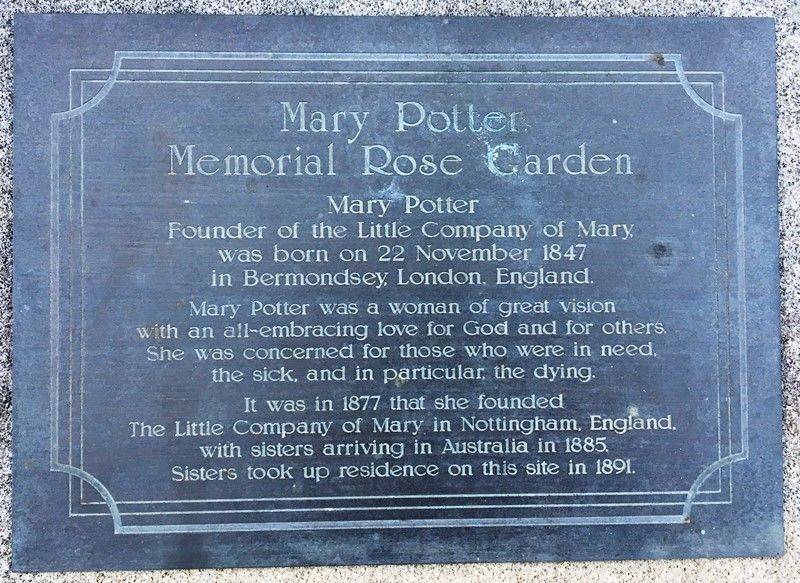 Mary Potter
Memorial Rose Garden
Mary Potter
Founder of the Little Company of Mary,
was born on 22 November 1847
in Bermondsey, London, England.
Mary Potter was a woman of great vision
with an all-embracing love for God and for others.
She was concerned for those who were in need,
the sick, and in particular, the dying.
It was in 1877 that she founded
The Little Company of Mary in Nottingham, England,
with sisters arriving in Australia in 1885.
Sisters took up residence on this site in 1891.